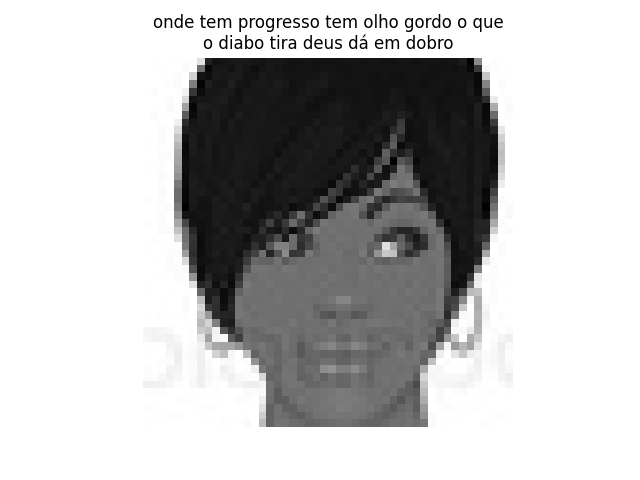 onde tem progresso tem olho gordo o que
o diabo tira deus dá em dobro